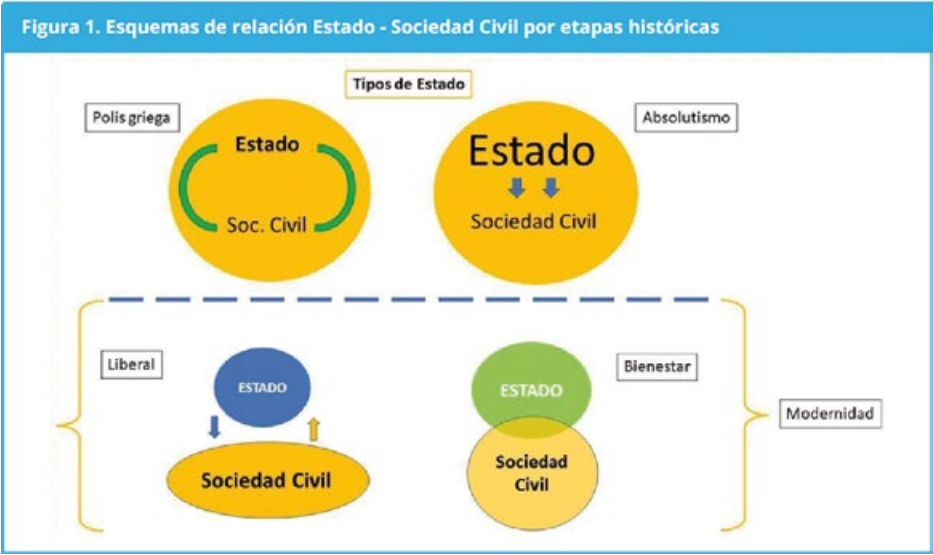 Figura 1. Esquemas de relación Estado - Sociedad Civil por etapas históricas
Tipos de Estado
Polis griega
Estado
Soc. Civil
Absolutismo
Estado
Sociedad Civil
Liberal
ESTADO
Sociedad Civil
Bienestar
ESTADO
Sociedad
Civil
Modernidad